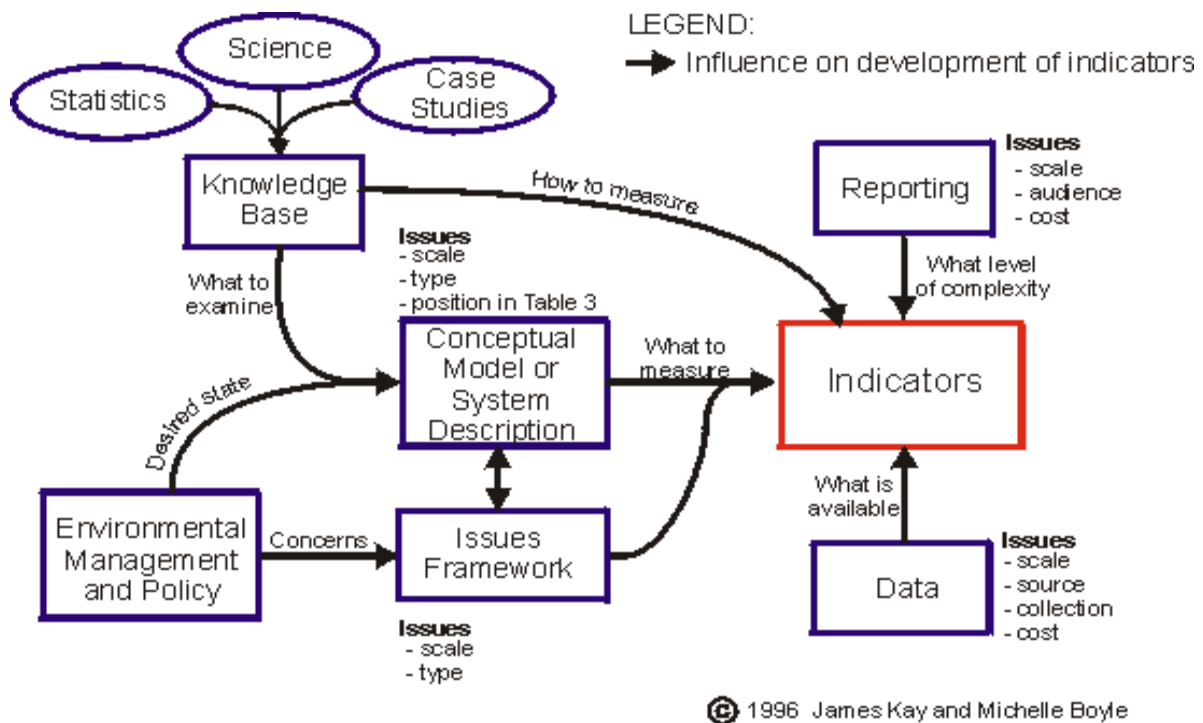 LEGEND:
Influence on development of indicators
Science
Statistics
Case
Studies
Knowledge
Base
How to measure
Issues
- scale
- audience
- cost
Reporting
What to
examine
Issues
- scale
- type
- position in Table 3
What level
of complexity
Conceptual
Model or
System
Description
What to
measure
Indicators
Desired state
Environmental
Management
and Policy
Concerns
Issues
Framework
What is
available
Issues
- scale
- source
- collection
- cost
Data
Issues
- scale
- type
© 1996 James Kay and Michelle Boyle